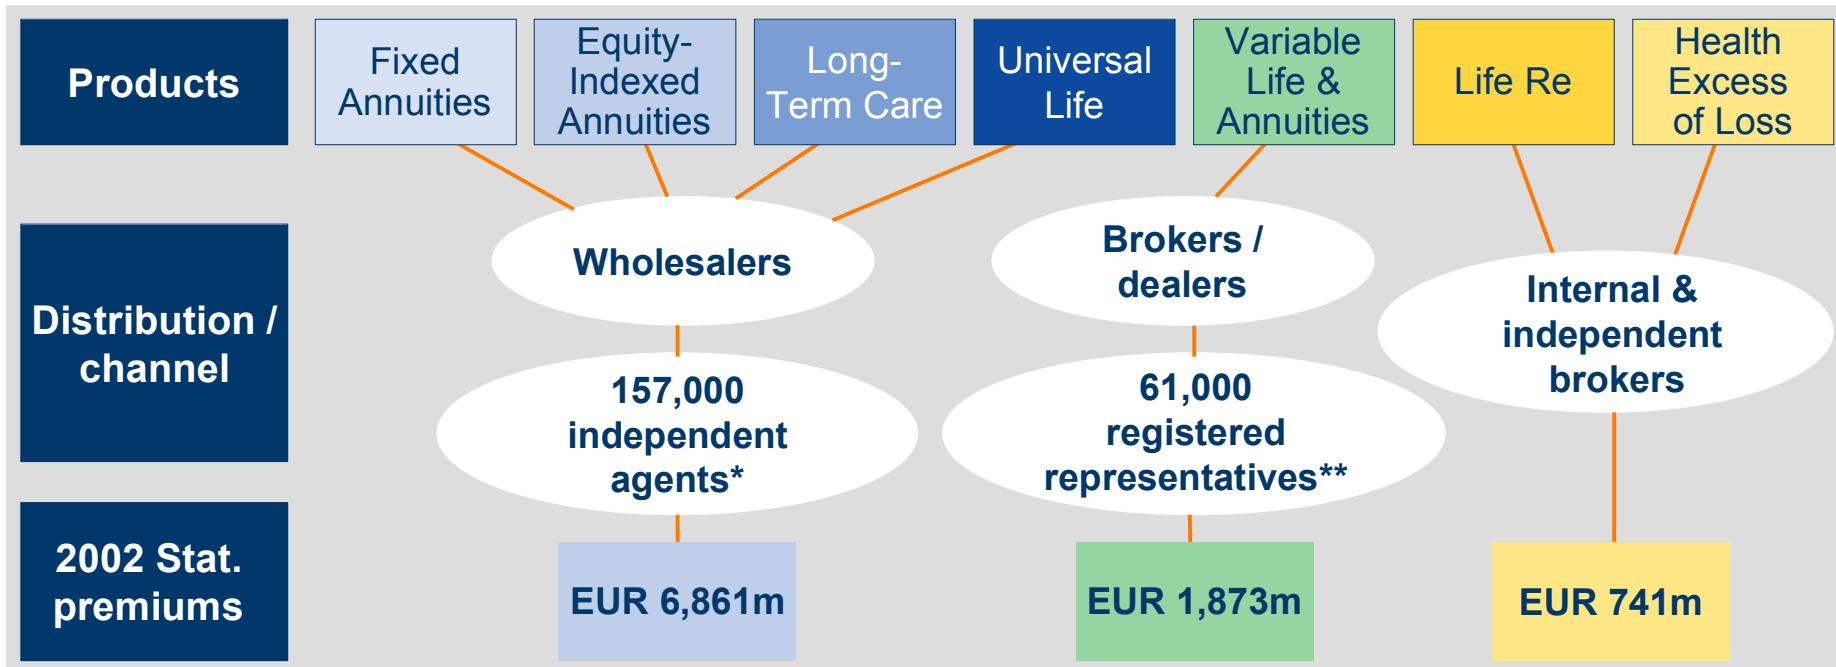 Products
Fixed
Annuities
Equity-
Indexed
Annuities
Long-
Term Care
Universal
Life
Variable
Life &
Annuities
Life Re
Health
Excess
of Loss
Distribution /
channel
Wholesalers
Brokers /
dealers
Internal &
independent
brokers
157,000
independent
agents*
61,000
registered
representatives**
2002 Stat.
premiums
EUR 6,861m
EUR 1,873m
EUR 741m